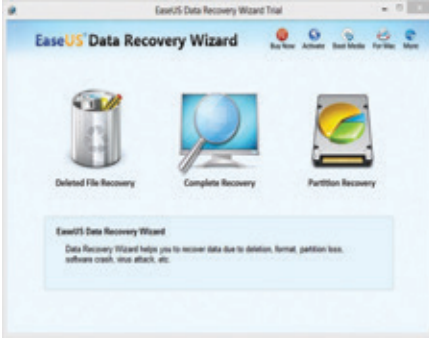 EaseUS Data Recovery Wizard Trial
EaseUS Data Recovery Wizard
Buy Now Activate Boot Media For Mac More
Deleted File Recovery Complete Recovery Partition Recovery
EaseUS Data Recovery Wizard
Data Recovery Wizard helps you to recover data due to deletion, format, partition loss,
software crash, virus attack, etc.